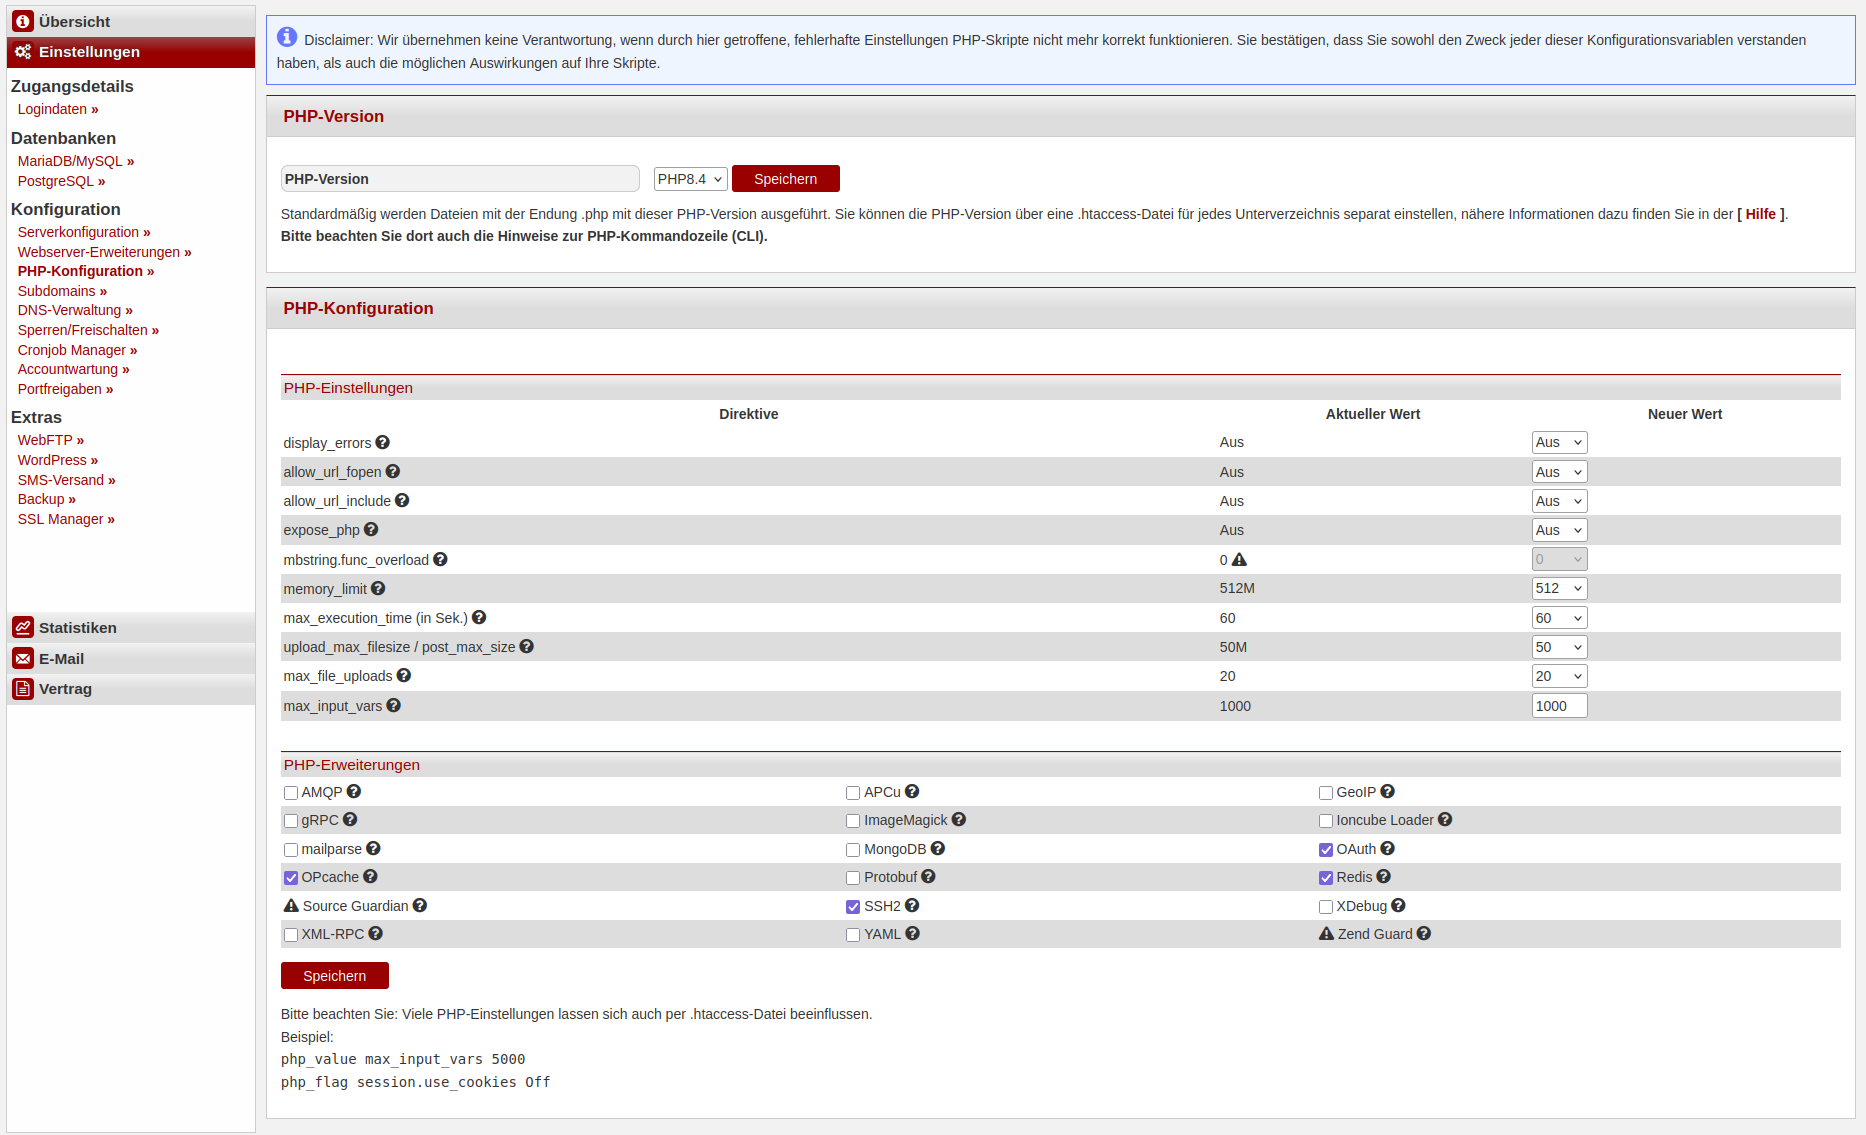 Übersicht
Einstellungen
Zugangsdetails
Logindaten »
Datenbanken
MariaDB/MySQL »
PostgreSQL »
Konfiguration
Serverkonfiguration »
Webserver-Erweiterungen »
PHP-Konfiguration »
Subdomains »
DNS-Verwaltung »
Sperren/Freischalten »
Cronjob Manager »
Accountwartung »
Portfreigaben »
Extras
WebFTP »
WordPress »
SMS-Versand »
Backup »
SSL Manager »
Statistiken
E-Mail
Vertrag
Disclaimer: Wir übernehmen keine Verantwortung, wenn durch hier getroffene, fehlerhafte Einstellungen PHP-Skripte nicht mehr korrekt funktionieren. Sie bestätigen, dass Sie sowohl den Zweck jeder dieser Konfigurationsvariablen verstanden
haben, als auch die möglichen Auswirkungen auf Ihre Skripte.
PHP-Version
PHP-Version PHP8.4 Speichern
Standardmäßig werden Dateien mit der Endung .php mit dieser PHP-Version ausgeführt. Sie können die PHP-Version über eine .htaccess-Datei für jedes Unterverzeichnis separat einstellen, nähere Informationen dazu finden Sie in der [ Hilfe ].
Bitte beachten Sie dort auch die Hinweise zur PHP-Kommandozeile (CLI).
PHP-Konfiguration
PHP-Einstellungen
Direktive Aktueller Wert Neuer Wert
display_errors Aus Aus
allow_url_fopen Aus Aus
allow_url_include Aus Aus
expose_php Aus Aus
mbstring.func_overload 0 0
memory_limit 512M 512
max_execution_time (in Sek.) 60 60
upload_max_filesize / post_max_size 50M 50
max_file_uploads 20 20
max_input_vars 1000 1000
PHP-Erweiterungen
AMQP APCu GeoIP
gRPC ImageMagick Ioncube Loader
mailparse MongoDB OAuth
OPcache Protobuf Redis
Source Guardian SSH2 XDebug
XML-RPC YAML Zend Guard
Speichern
Bitte beachten Sie: Viele PHP-Einstellungen lassen sich auch per .htaccess-Datei beeinflussen.
Beispiel:
php_value max_input_vars 5000
php_flag session.use_cookies Off